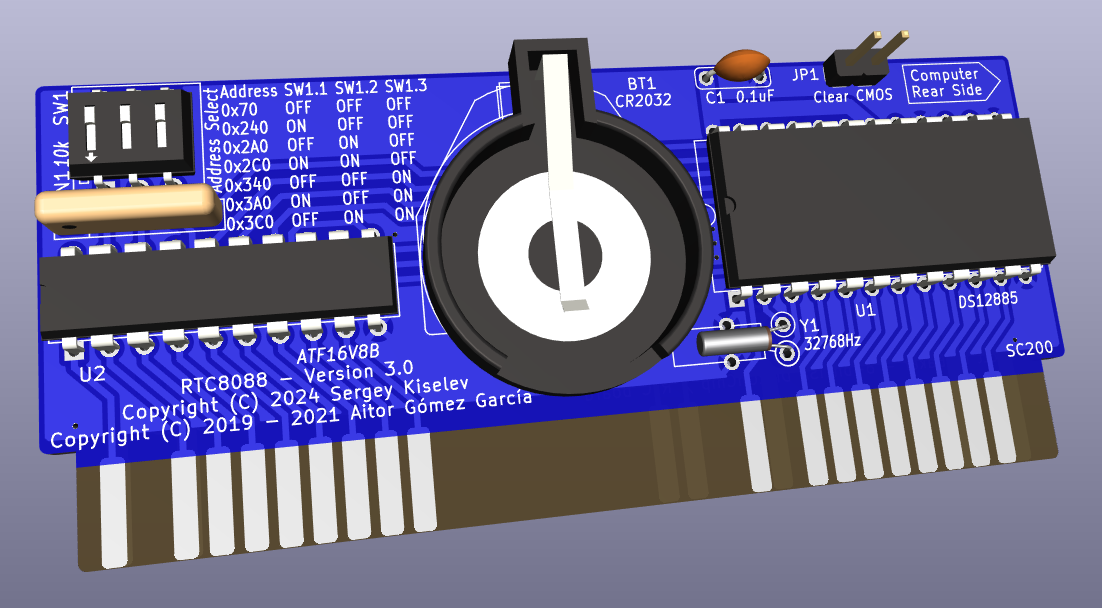 SW1
10k
N1
Address Select
Address SW1.1 SW1.2 SW1.3
0x70 OFF OFF OFF
0x240 ON OFF OFF
0x2A0 OFF ON OFF
0x2C0 ON ON OFF
0x340 OFF OFF ON
0x3A0 ON OFF ON
0x3C0 OFF ON ON
BT1
CR2032
C1 0.1uF
JP1
Clear CMOS
Computer
Rear Side
U1
DS12885
Y1
32768Hz
SC200
ATF16V8B
U2
RTC8088 – Version 3.0
Copyright (C) 2024 Sergey Kiselev
Copyright (C) 2019 – 2021 Aitor Gómez García